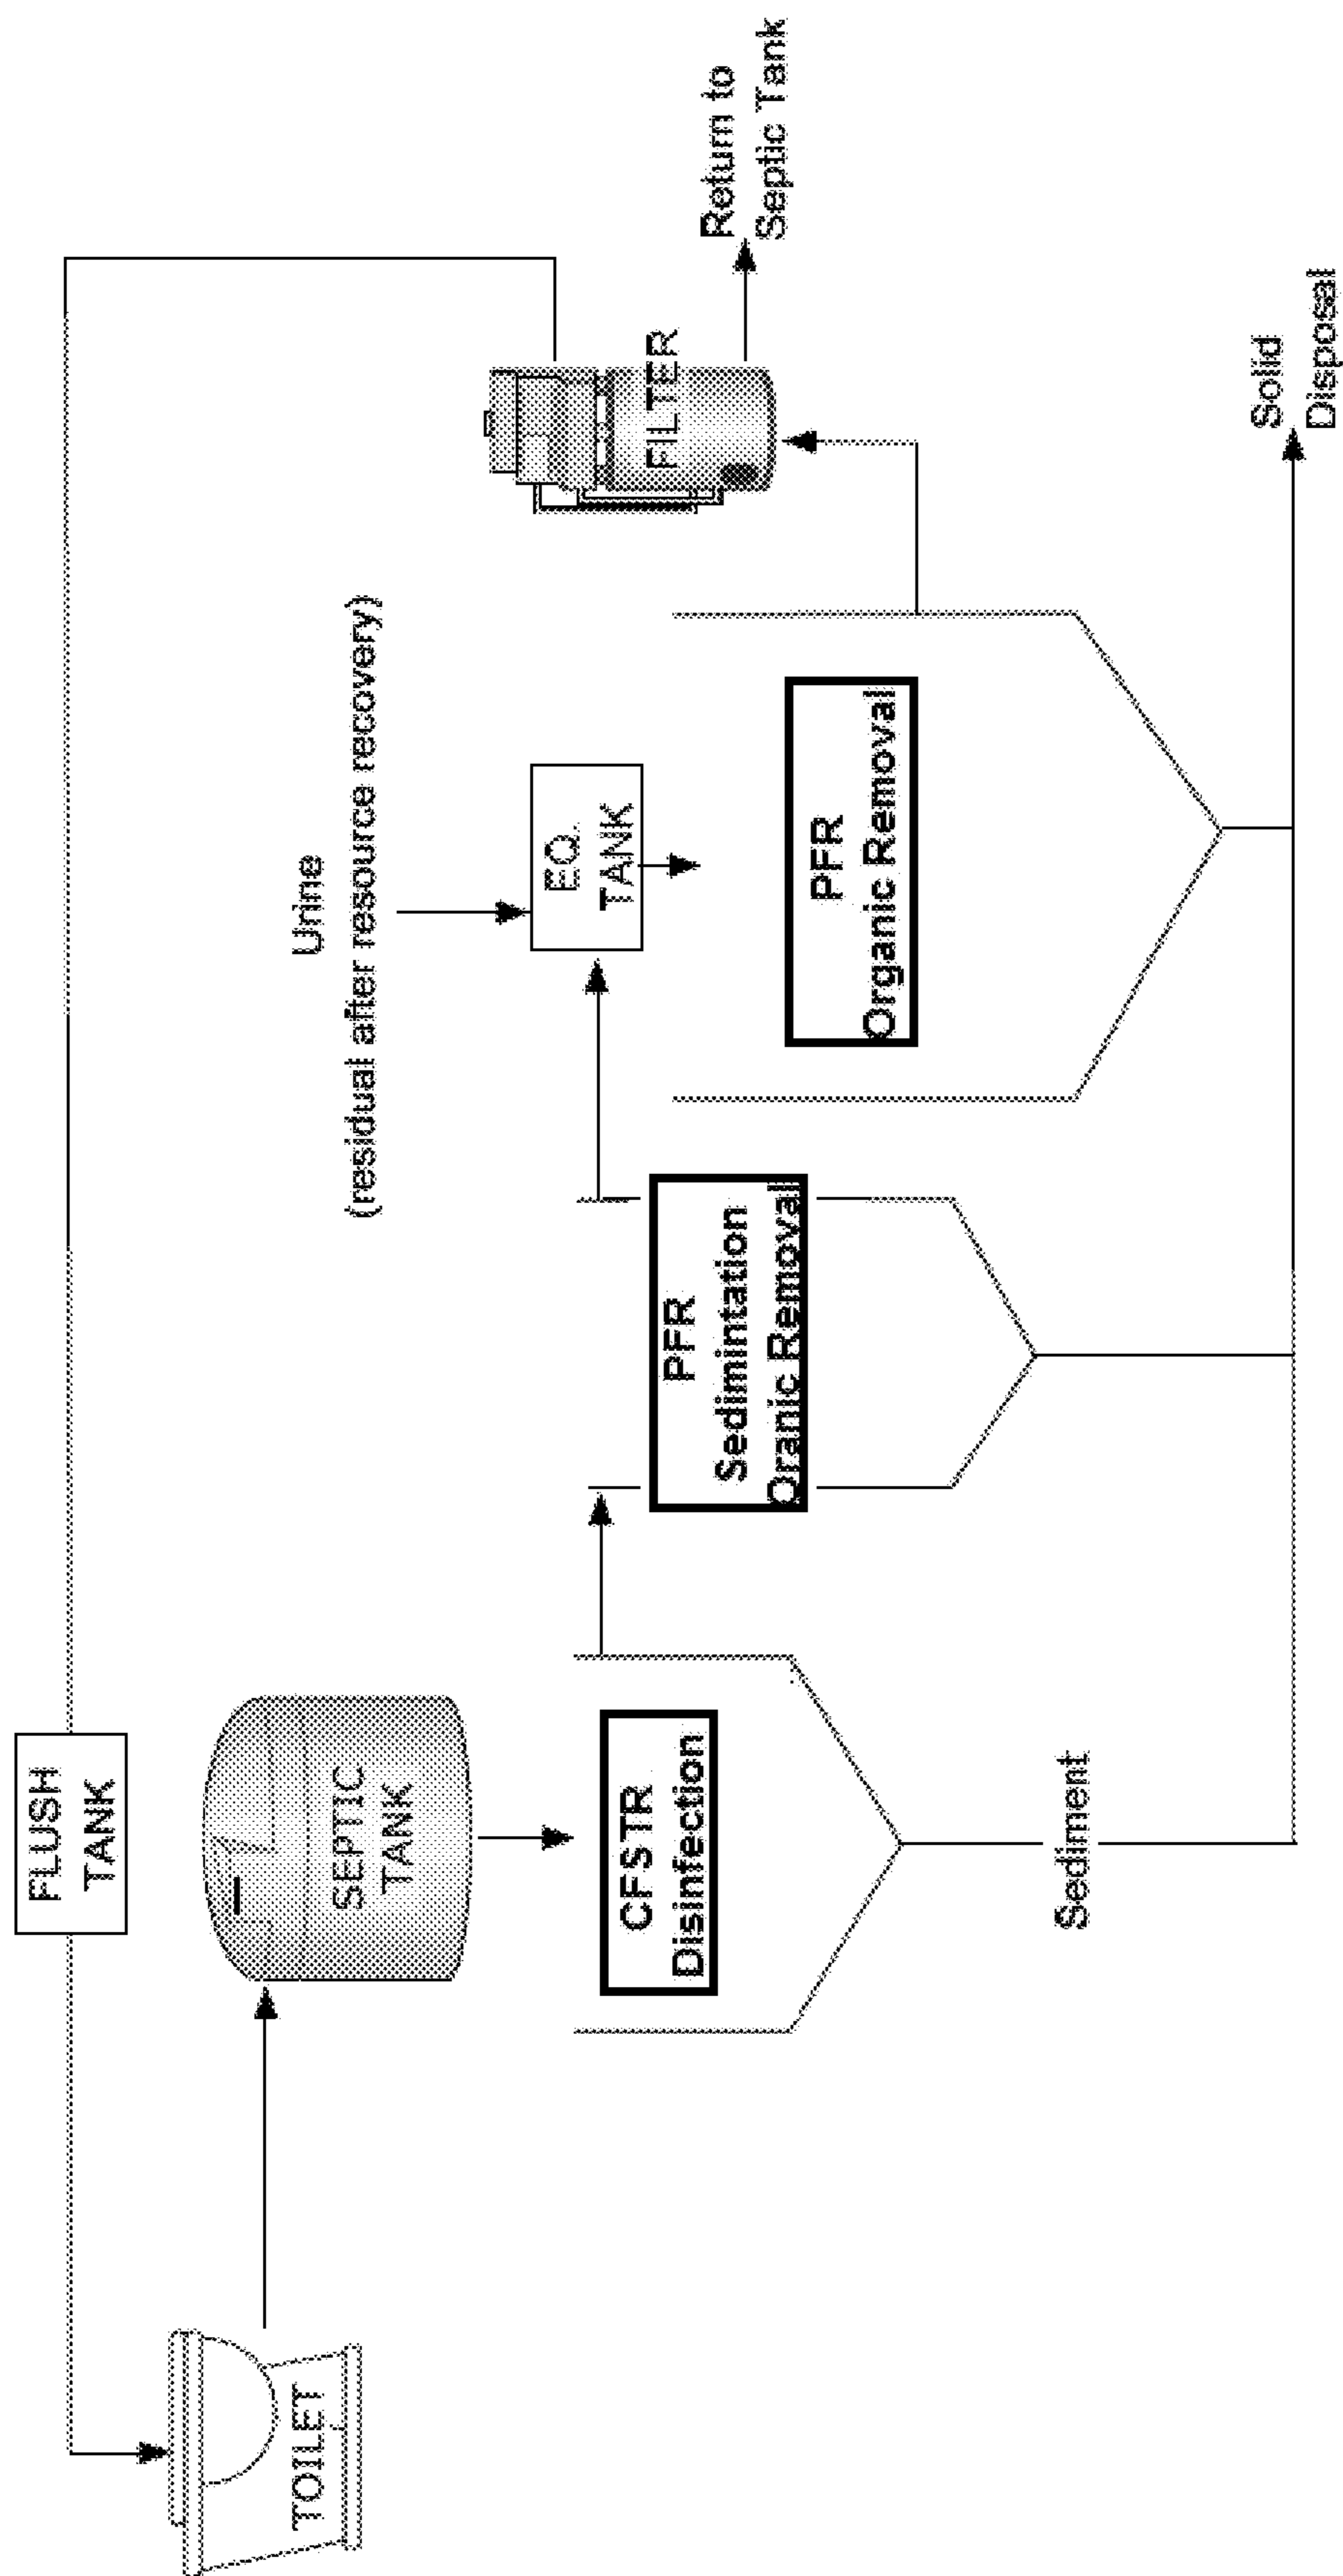 FLUSH
TANK
TOILET
SEPTIC
TANK
CFSTR
Disinfection
Sediment
PFR
Sedimintation
Oranic Removal
Urine
(residual after resource recovery)
EQ.
TANK
PFR
Organic Removal
FILTER
Return to
Septic Tank
Solid
Disposal